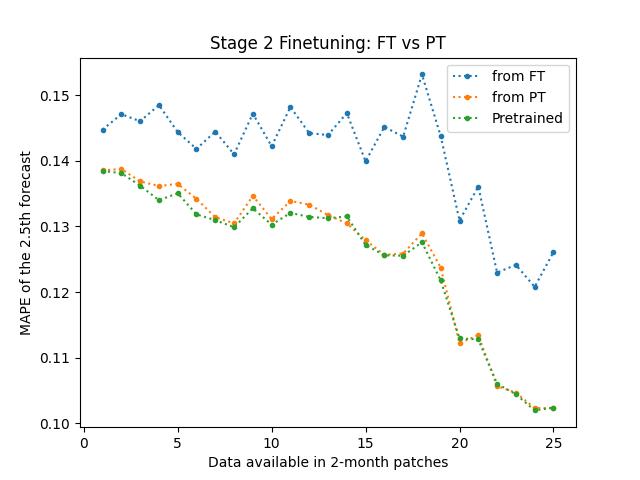 Stage 2 Finetuning: FT vs PT
from FT
from PT
Pretrained
MAPE of the 2.5th forecast
0.15
0.14
0.13
0.12
0.11
0.10
0
5
10
15
20
25
Data available in 2-month patches